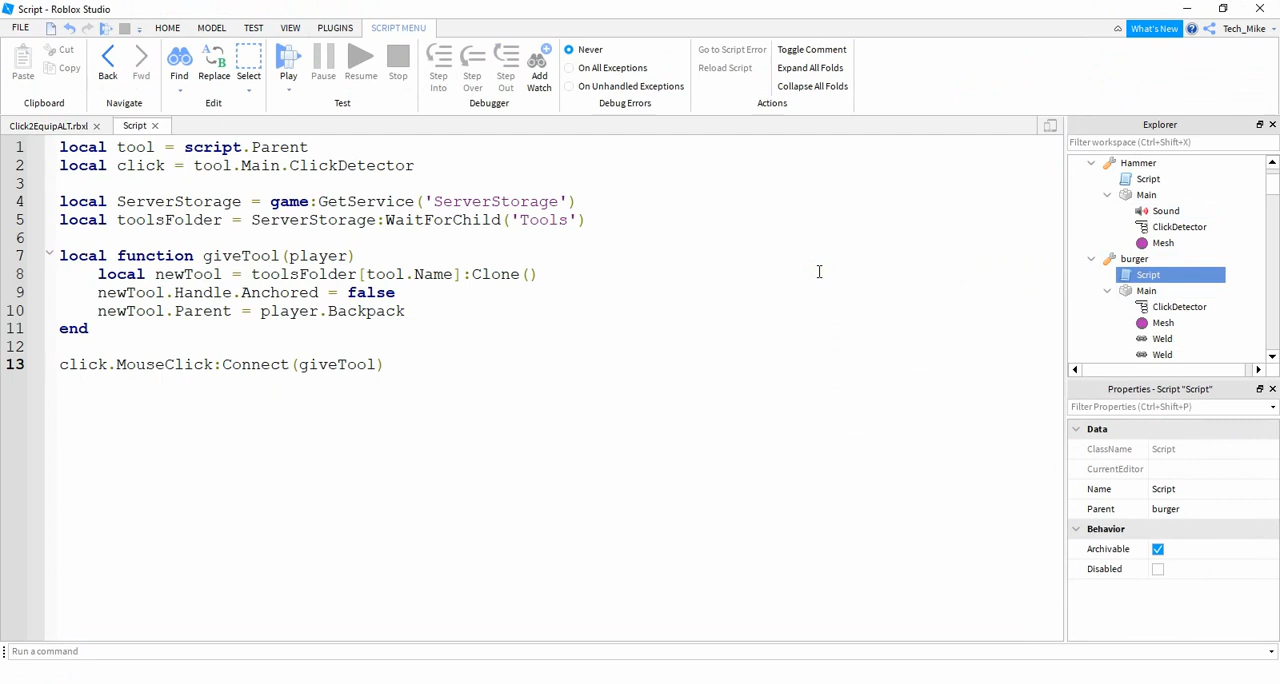 Script - Roblox Studio
FILE HOME MODEL TEST VIEW PLUGINS SCRIPT MENU What's New Tech_Mike
Paste Cut Copy Back Fwd Find Replace Select Play Pause Resume Stop Step Into Step Over Step Out Add Watch Never On All Exceptions On Unhandled Exceptions Go to Script Error Reload Script Toggle Comment Expand All Folds Collapse All Folds
Clipboard Navigate Edit Test Debugger Debug Errors Actions
Click2EquipALT.rbxl Script
1 local tool = script.Parent
2 local click = tool.Main.ClickDetector
3
4 local ServerStorage = game:GetService('ServerStorage')
5 local toolsFolder = ServerStorage:WaitForChild('Tools')
6
7 local function giveTool(player)
8 local newTool = toolsFolder[tool.Name]:Clone()
9 newTool.Handle.Anchored = false
10 newTool.Parent = player.Backpack
11 end
12
13 click.MouseClick:Connect(giveTool)
Explorer
Filter workspace (Ctrl+Shift+X)
Hammer
Script
Main
Sound
ClickDetector
Mesh
burger
Script
Main
ClickDetector
Mesh
Weld
Weld
Properties - Script "Script"
Filter Properties (Ctrl+Shift+P)
Data
ClassName Script
CurrentEditor
Name Script
Parent burger
Behavior
Archivable
Disabled
Run a command